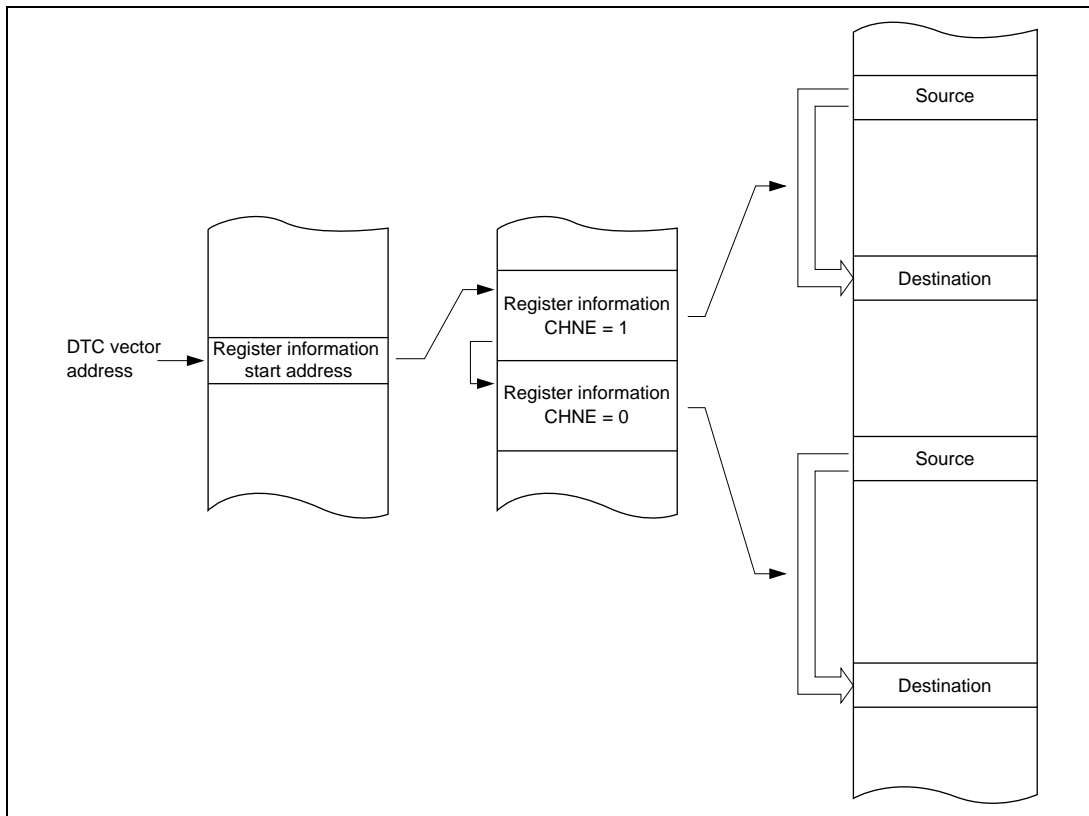 DTC vector
address
Register information
start address
Register information
CHNE = 1
Register information
CHNE = 0
Source
Destination
Source
Destination